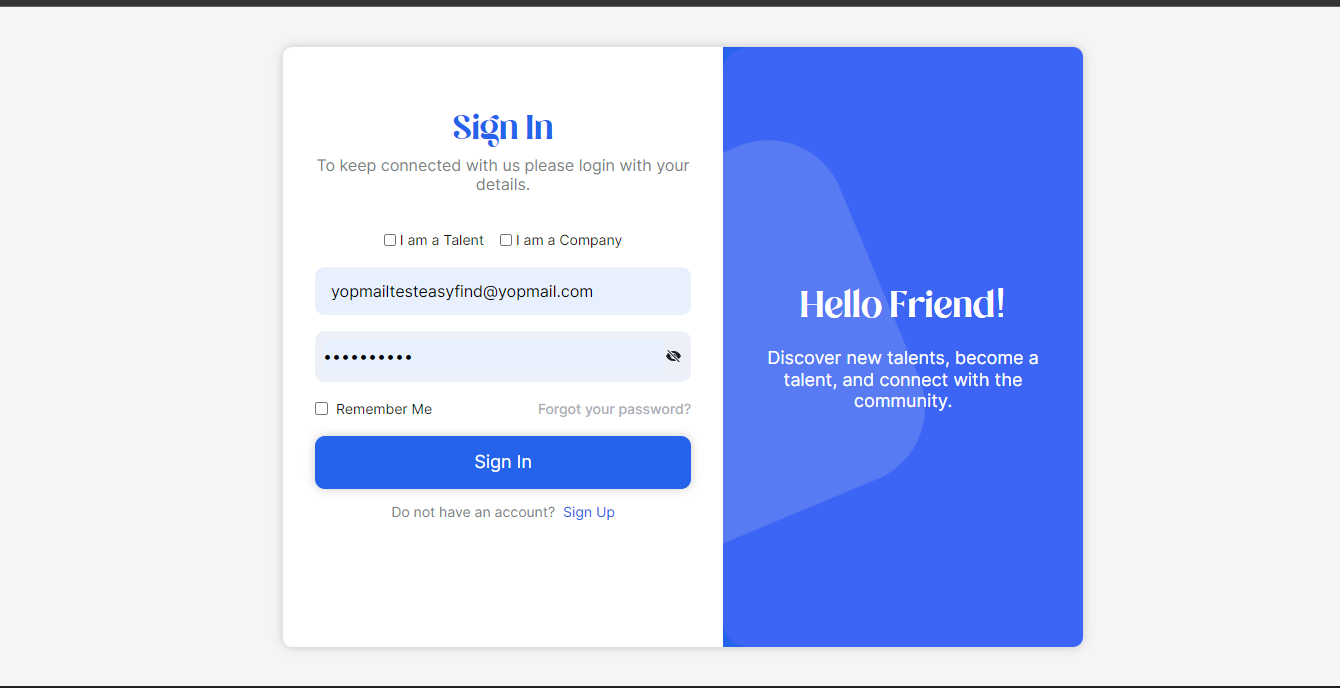 Sign In
To keep connected with us please login with your
details.
I am a Talent I am a Company
yopmailtesteasyfind@yopmail.com
••••••••••
Remember Me Forgot your password?
Sign In
Do not have an account? Sign Up
Hello Friend!
Discover new talents, become a
talent, and connect with the
community.